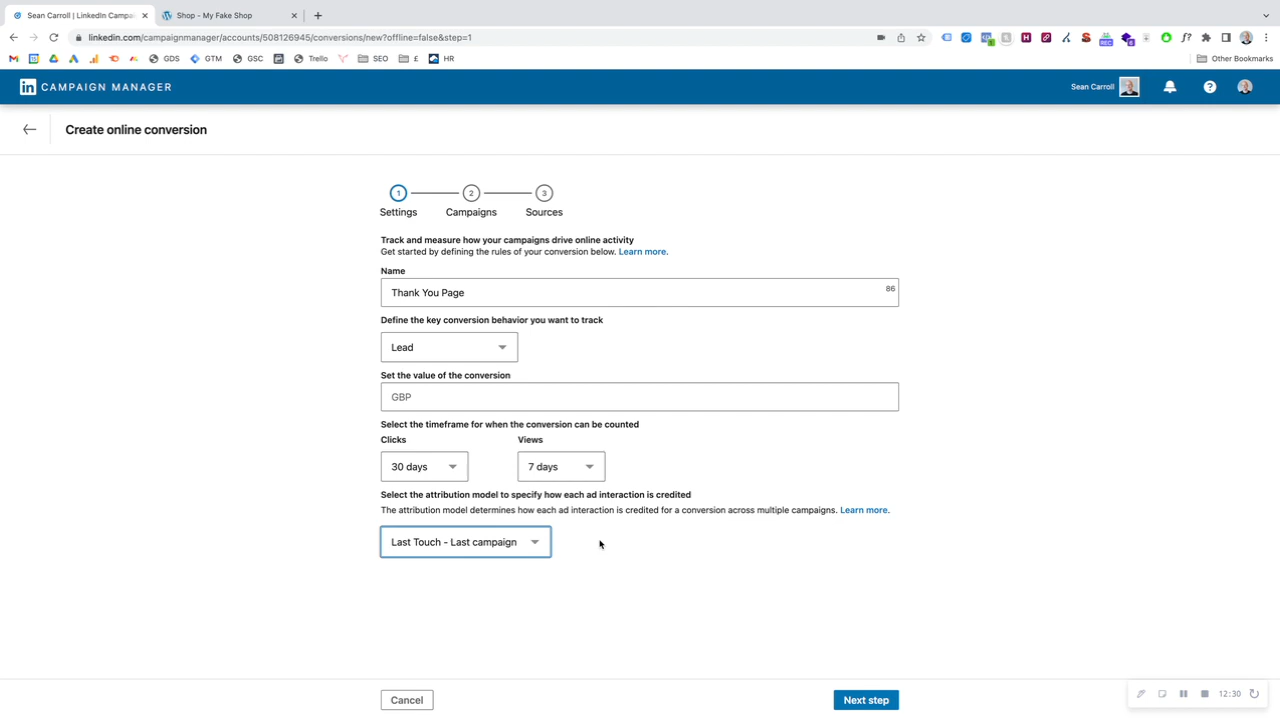 Sean Carroll | LinkedIn Campai
Shop - My Fake Shop
linkedin.com/campaignmanager/accounts/508126945/conversions/new?offline=false&step=1
GDS
GTM
GSC
Trello
SEO
£
HR
Other Bookmarks
in CAMPAIGN MANAGER
Sean Carroll
Create online conversion
1
2
3
Settings
Campaigns
Sources
Track and measure how your campaigns drive online activity
Get started by defining the rules of your conversion below. Learn more.
Name
Thank You Page
86
Define the key conversion behavior you want to track
Lead
Set the value of the conversion
GBP
Select the timeframe for when the conversion can be counted
Clicks
Views
30 days
7 days
Select the attribution model to specify how each ad interaction is credited
The attribution model determines how each ad interaction is credited for a conversion across multiple campaigns. Learn more.
Last Touch - Last campaign
Cancel
Next step
12:30